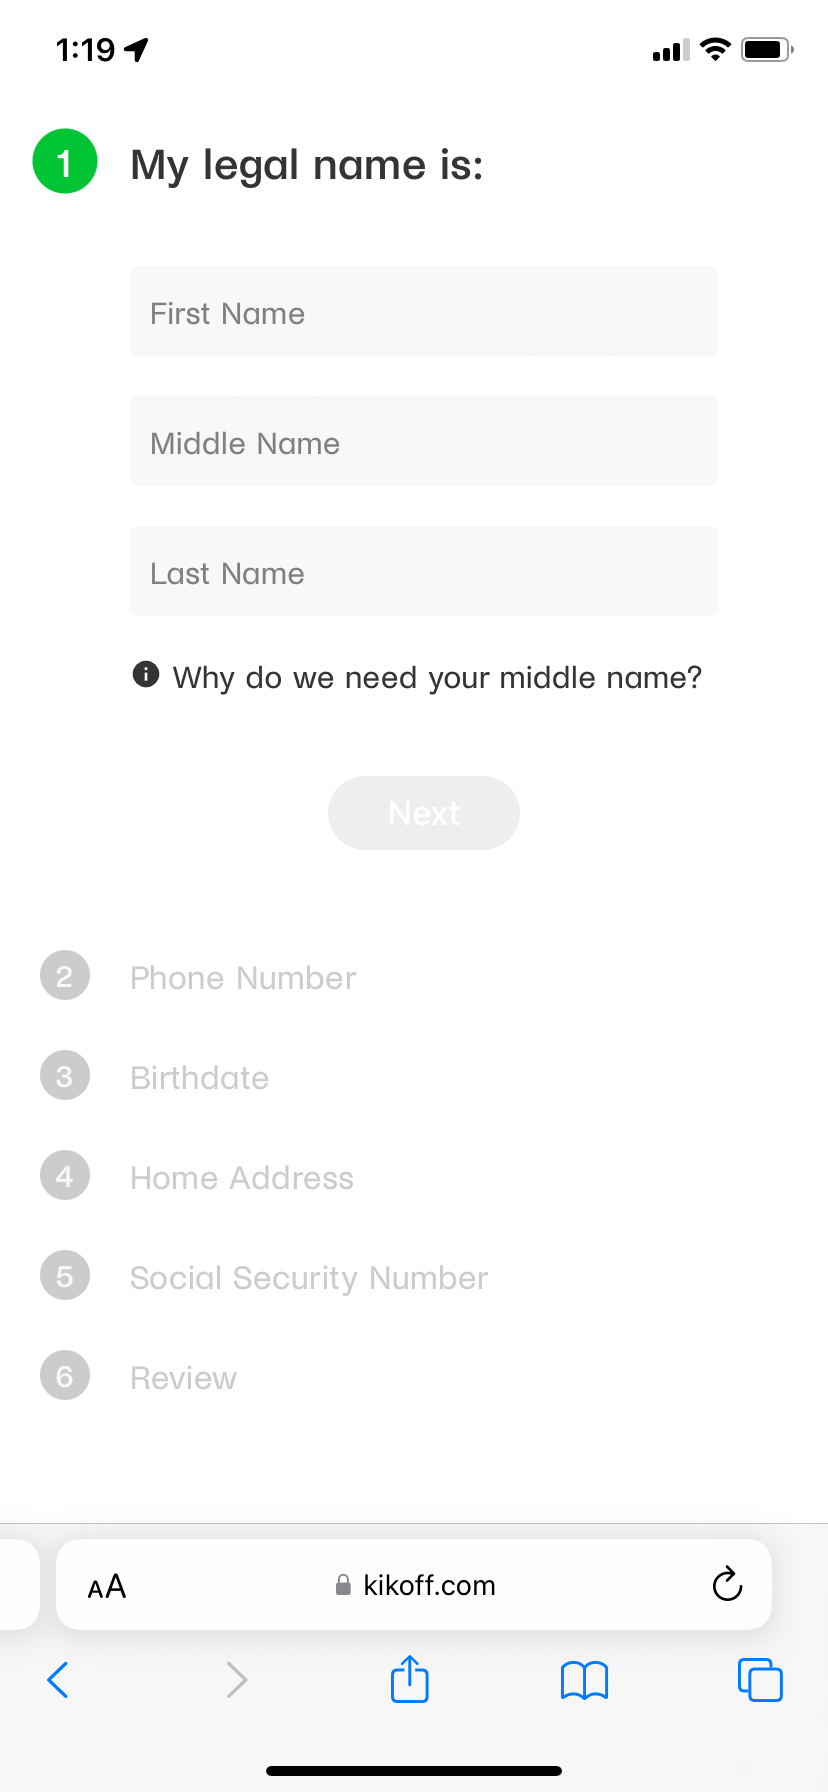 1:19
1 My legal name is:
First Name
Middle Name
Last Name
Why do we need your middle name?
Next
2 Phone Number
3 Birthdate
4 Home Address
5 Social Security Number
6 Review
AA kikoff.com